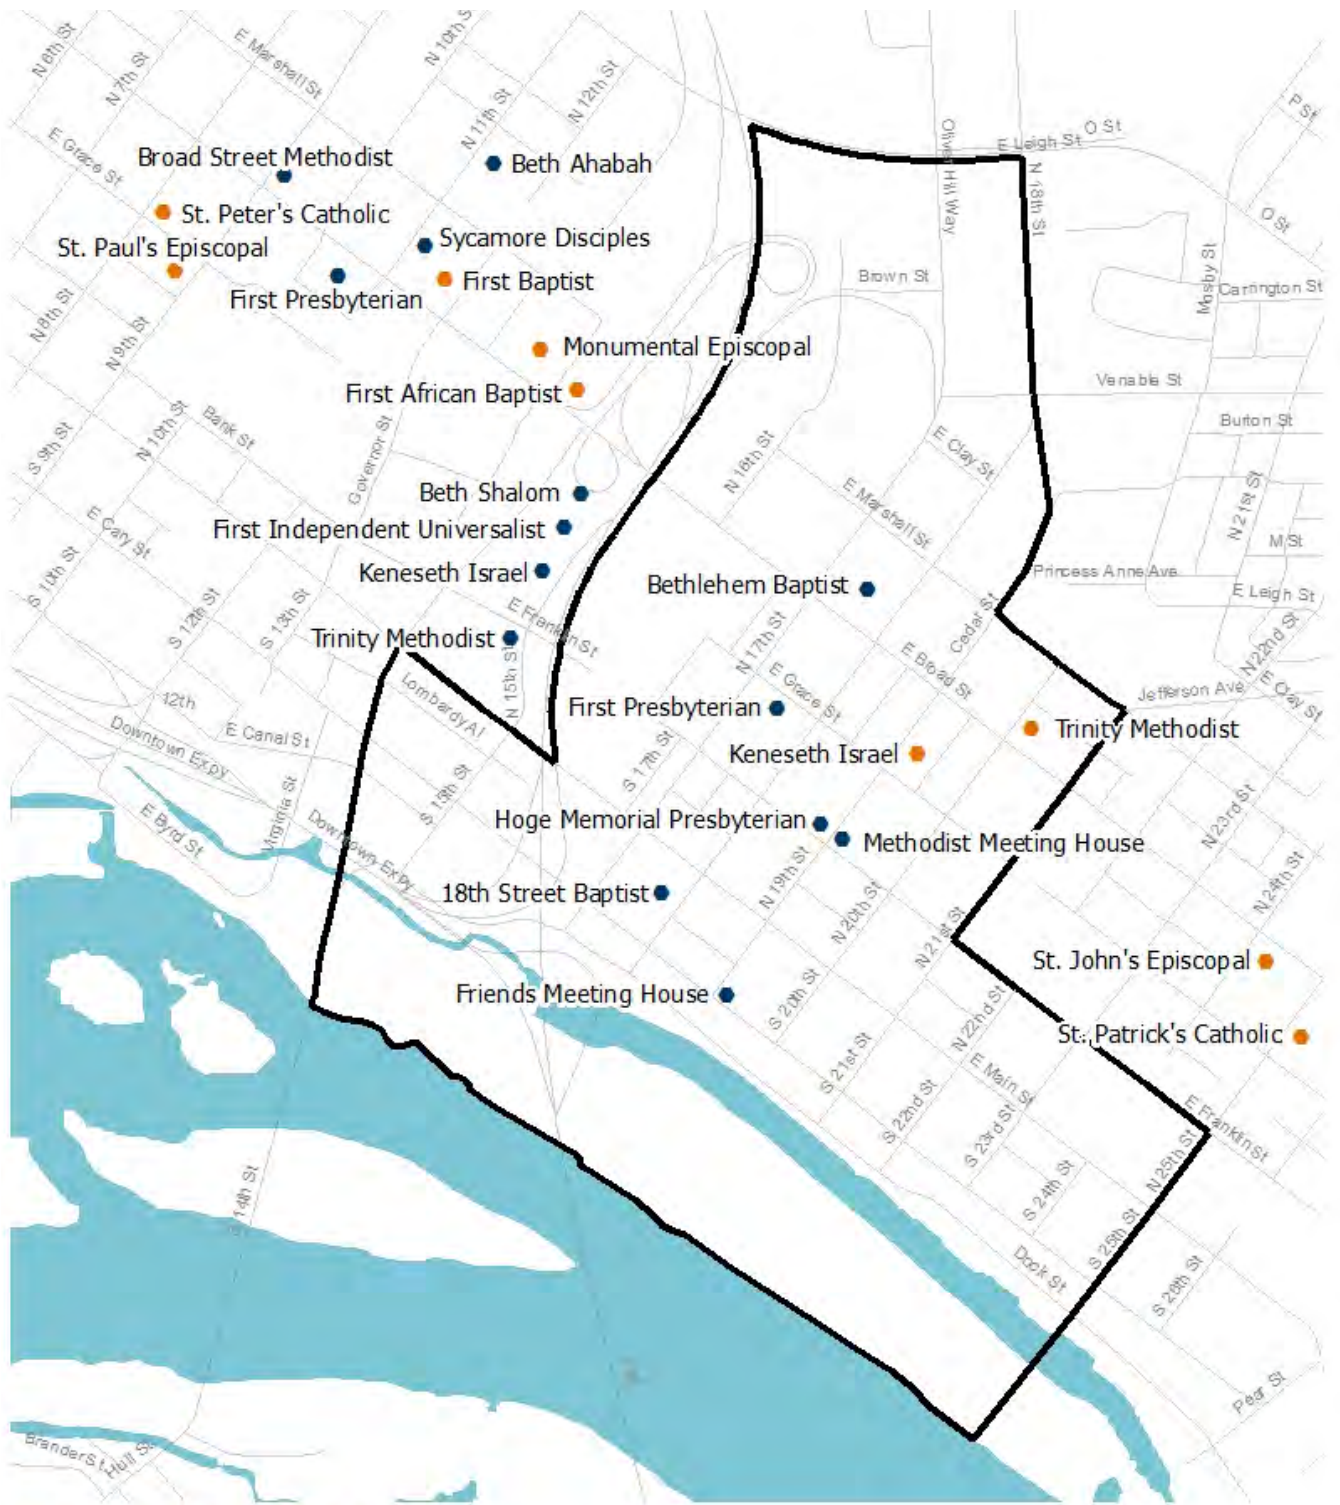 N 6th St
N 7th St
E Marshall St
N 10th St
N 11th St
N 12th St
E Grace St
Broad Street Methodist
Beth Ahabah
St. Peter's Catholic
St. Paul's Episcopal
Sycamore Disciples
First Presbyterian
First Baptist
N 8th St
N 9th St
Monumental Episcopal
First African Baptist
Oliver Hill Way
E Leigh St
O St
P St
N 18th St
O St
Mosby St
Brown St
Carrington St
Venable St
Burton St
S 9th St
N 10th St
Bank St
Governor St
N 16th St
E Clay St
E Marshall St
N 21st St
M St
E Cary St
Beth Shalom
First Independent Universalist
Keneseth Israel
S 10th St
S 12th St
S 13th St
E Franklin St
Trinity Methodist
N 15th St
Bethlehem Baptist
Princess Anne Ave
E Leigh St
Cedar St
N 17th St
E Broad St
N 22nd St
E Clay St
Jefferson Ave
E Grace St
First Presbyterian
Trinity Methodist
Keneseth Israel
Lombardy Al
12th
Downtown Expy
E Canal St
S 15th St
S 17th St
E Byrd St
Virginia St
Downtown Expy
Hoge Memorial Presbyterian
Methodist Meeting House
N 23rd St
18th Street Baptist
N 19th St
N 20th St
N 24th St
N 21st St
St. John's Episcopal
Friends Meeting House
S 20th St
N 22nd St
St. Patrick's Catholic
S 21st St
E Main St
S 22nd St
S 23rd St
E Franklin St
N 25th St
S 24th St
S 14th St
S 25th St
Dock St
S 26th St
Pear St
Brander St
Hull St